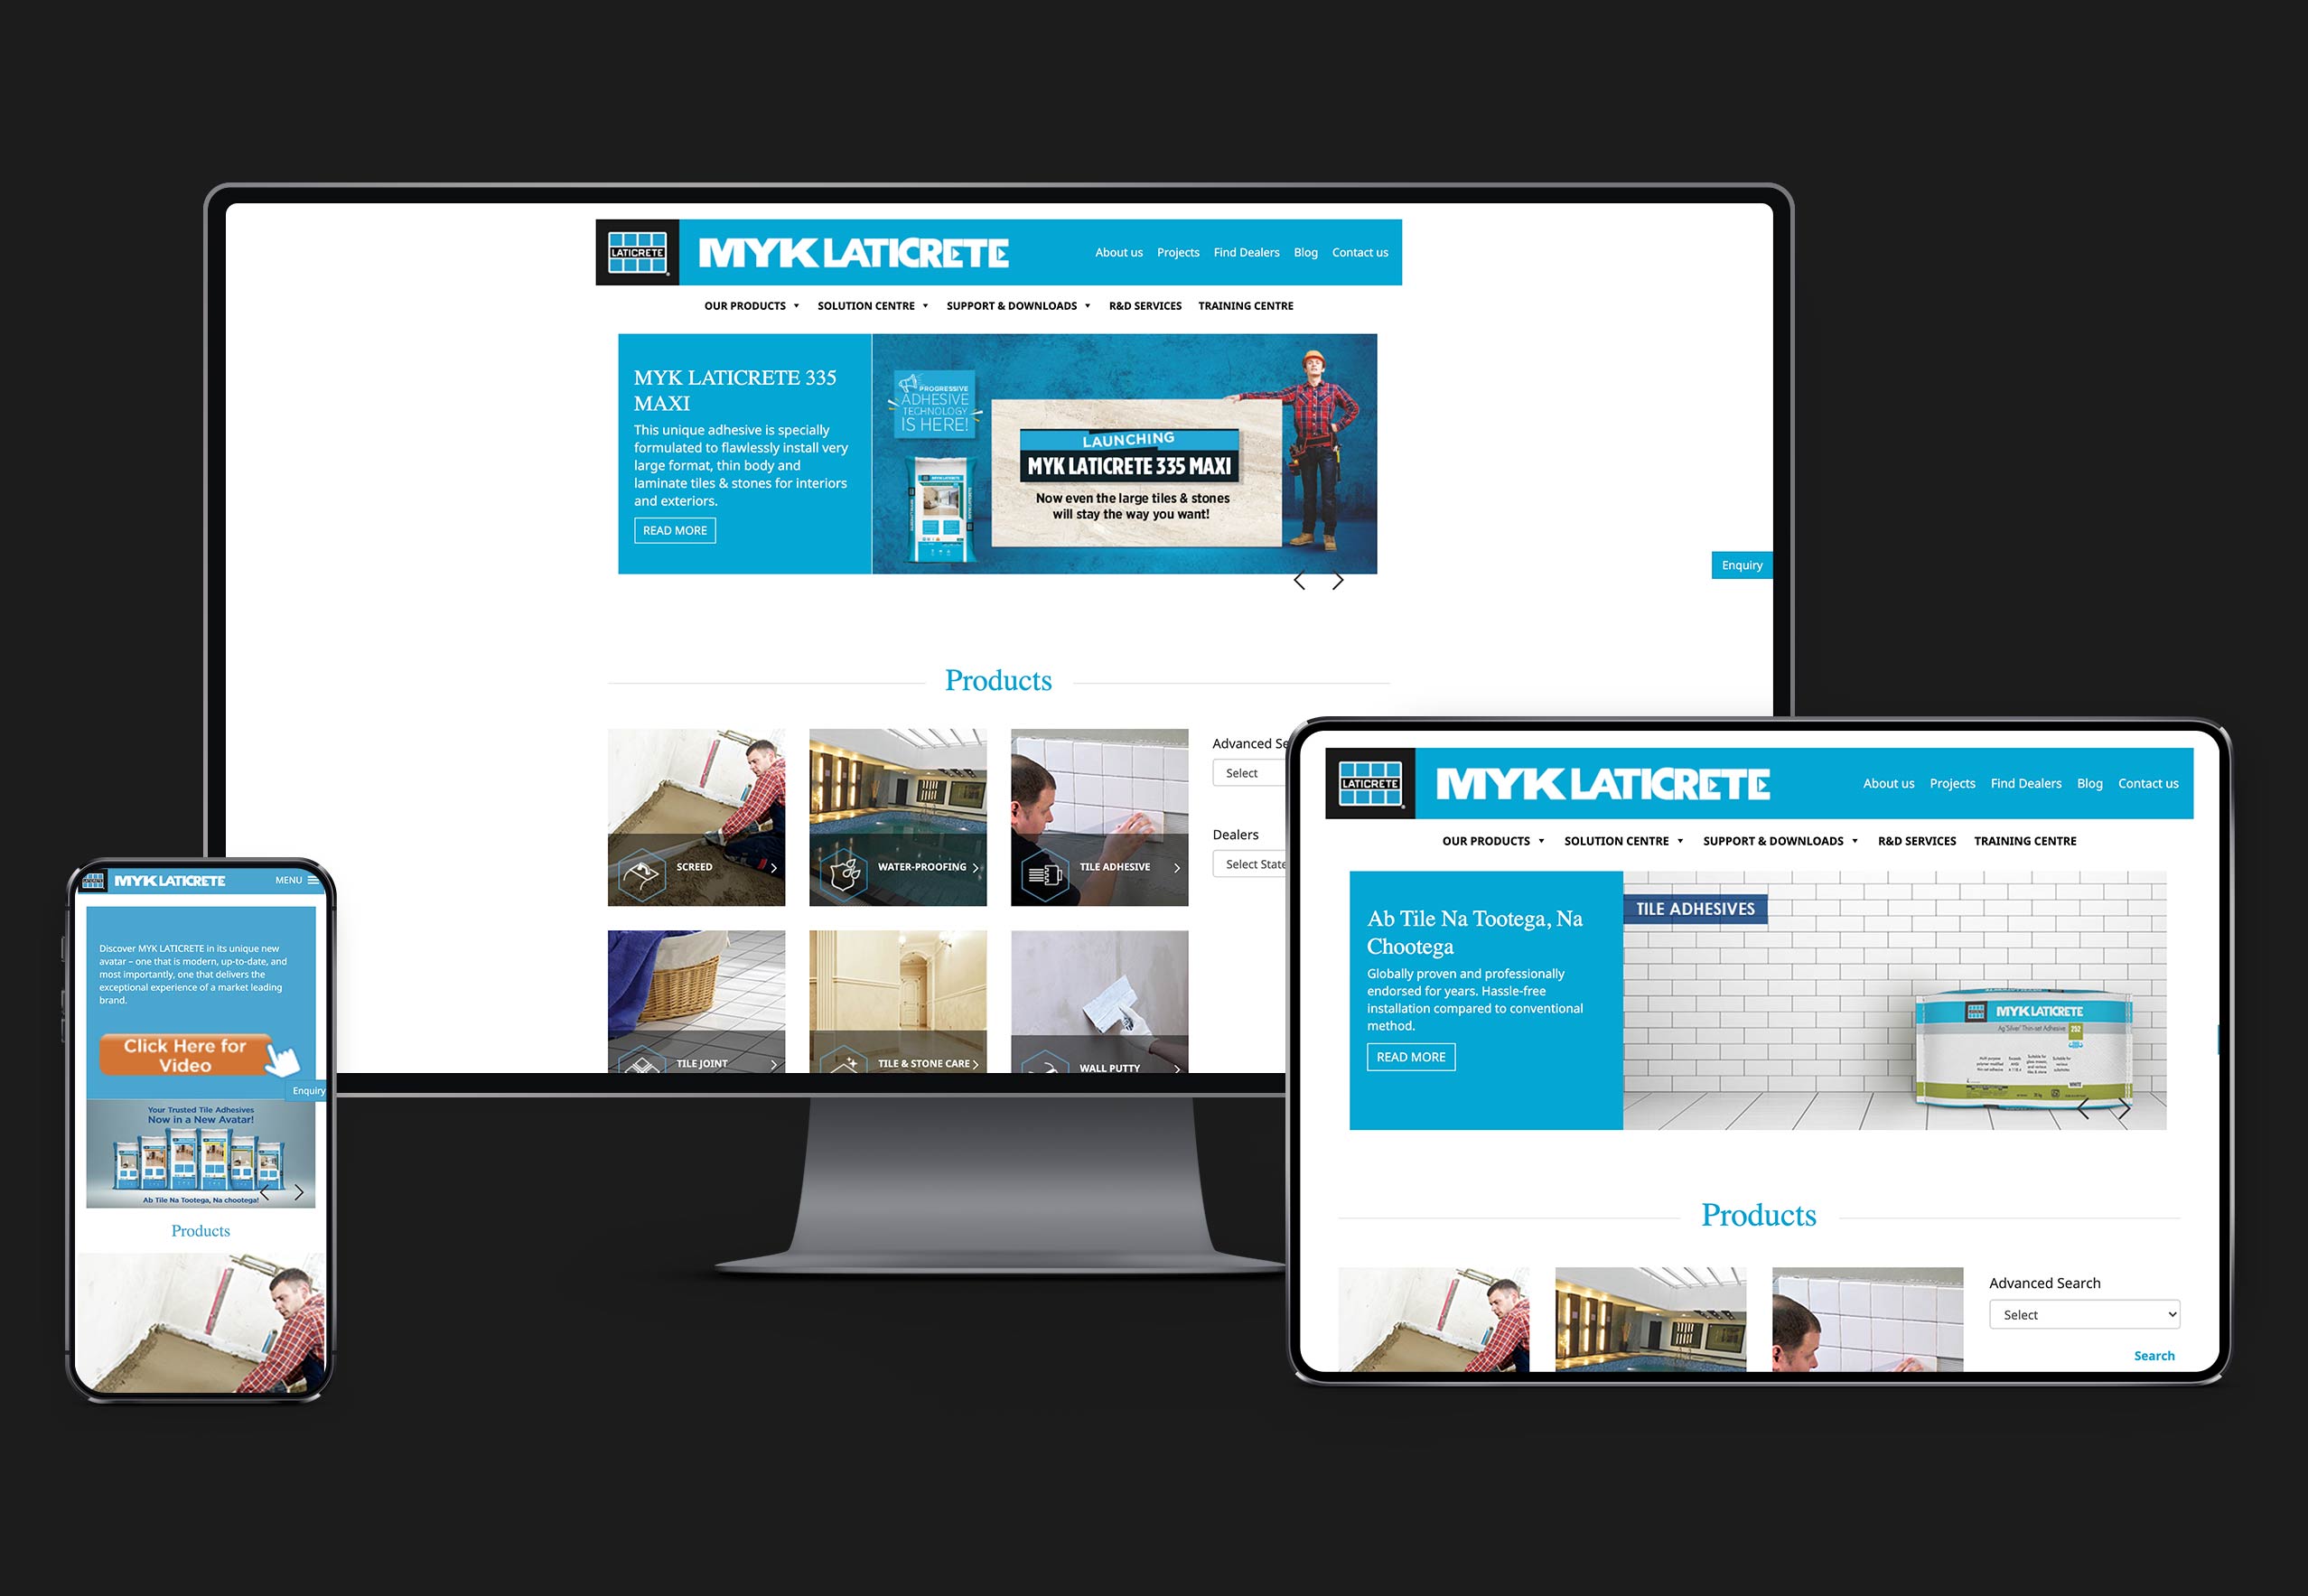 LATICRETE
MYK LATICRETE
About us Projects Find Dealers Blog Contact us
OUR PRODUCTS SOLUTION CENTRE SUPPORT & DOWNLOADS R&D SERVICES TRAINING CENTRE
MYK LATICRETE 335
MAXI
This unique adhesive is specially
formulated to flawlessly install very
large format, thin body and
laminate tiles & stones for interiors
and exteriors.
READ MORE
PROGRESSIVE
ADHESIVE
TECHNOLOGY
IS HERE!
LAUNCHING
MYK LATICRETE 335 MAXI
Now even the large tiles & stones
will stay the way you want!
Enquiry
Products
SCREED
WATER-PROOFING
TILE ADHESIVE
Advanced Se
Select
Dealers
Select State
TILE JOINT
TILE & STONE CARE
WALL PUTTY
MYK LATICRETE
MENU
Discover MYK LATICRETE in its unique new
avatar – one that is modern, up-to-date, and
most importantly, one that delivers the
exceptional experience of a market leading
brand.
Click Here for
Video
Enquiry
Your Trusted Tile Adhesives
Now in a New Avatar!
Ab Tile Na Tootega, Na chootega!
Products
LATICRETE
MYK LATICRETE
About us Projects Find Dealers Blog Contact us
OUR PRODUCTS SOLUTION CENTRE SUPPORT & DOWNLOADS R&D SERVICES TRAINING CENTRE
Ab Tile Na Tootega, Na
Chootega
Globally proven and professionally
endorsed for years. Hassle-free
installation compared to conventional
method.
READ MORE
TILE ADHESIVES
MYK LATICRETE
252
WHITE
Products
Advanced Search
Select
Search